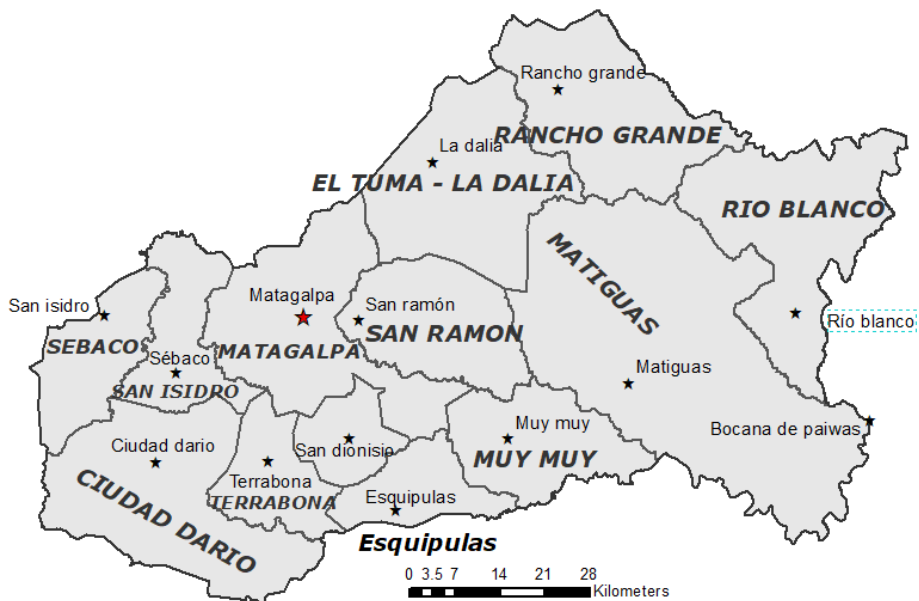 Rancho grande
RANCHO GRANDE
La dalia
EL TUMA - LA DALIA
RIO BLANCO
MATIGUAS
Matagalpa
San isidro
San ramón
Río blanco
SAN RAMON
SEBACO
MATAGALPA
Sébaco
Matiguas
SAN ISIDRO
Muy muy
Bocana de paiwas
Ciudad dario
San dionisio
MUY MUY
Terrabona
TERRABONA
Esquipulas
CIUDAD DARIO
Esquipulas
0 3.5 7 14 21 28
Kilometers